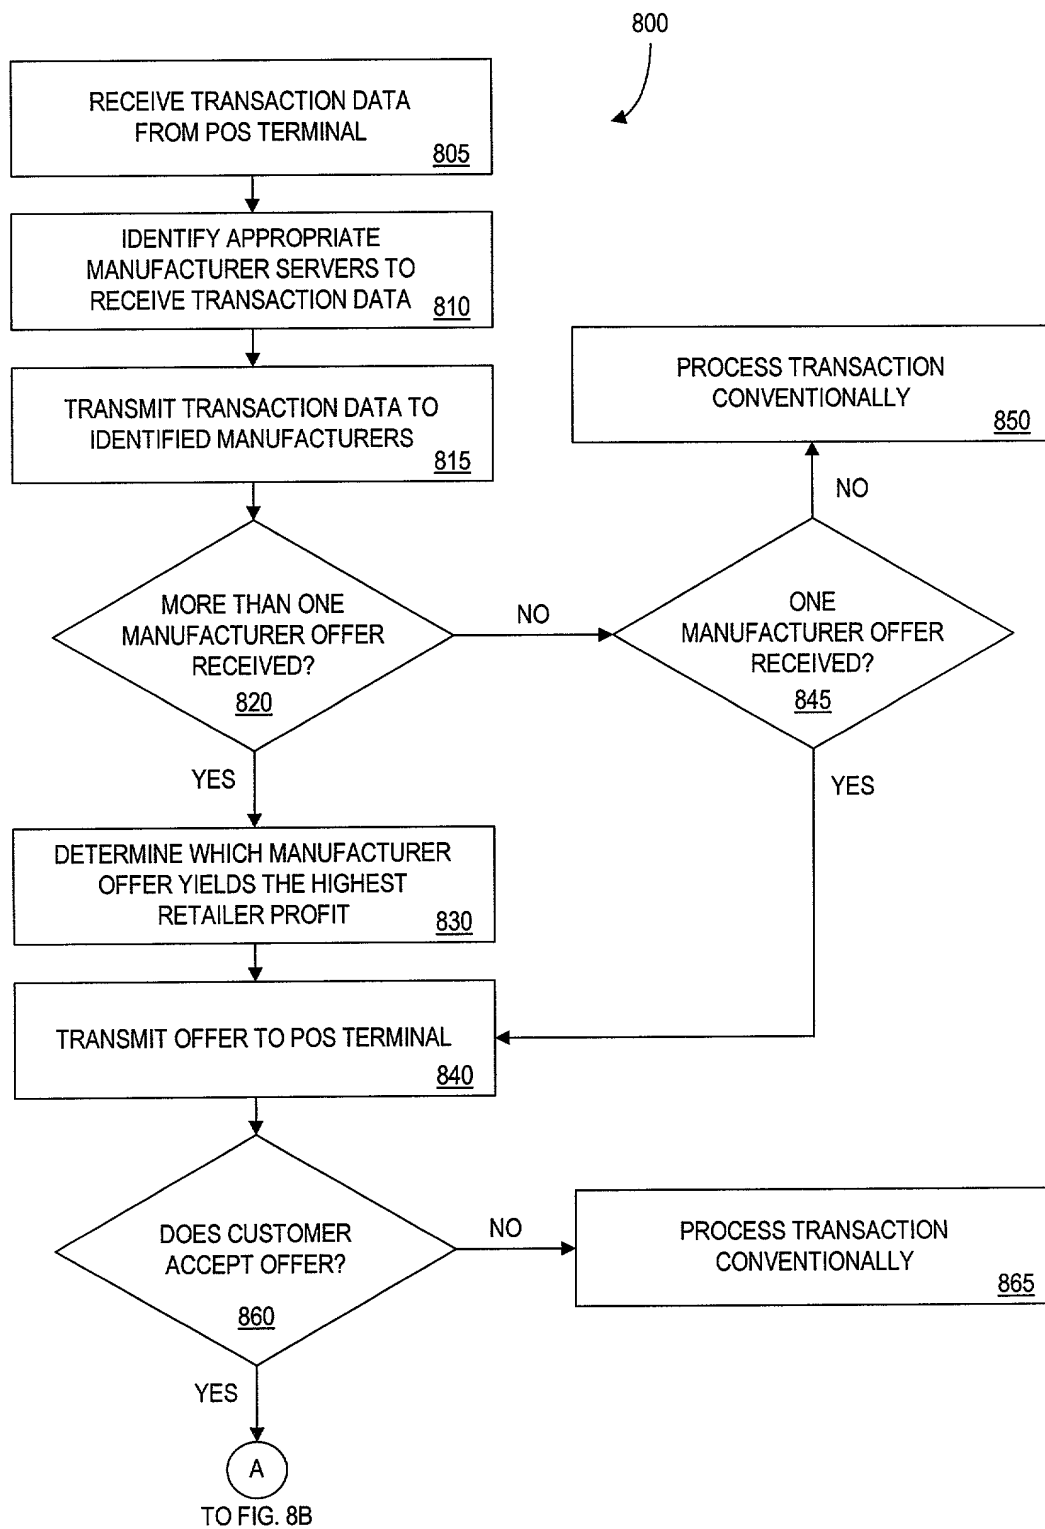 800
RECEIVE TRANSACTION DATA
FROM POS TERMINAL
805
IDENTIFY APPROPRIATE
MANUFACTURER SERVERS TO
RECEIVE TRANSACTION DATA
810
TRANSMIT TRANSACTION DATA TO
IDENTIFIED MANUFACTURERS
815
PROCESS TRANSACTION
CONVENTIONALLY
850
NO
MORE THAN ONE
MANUFACTURER OFFER
RECEIVED?
820
NO
ONE
MANUFACTURER OFFER
RECEIVED?
845
YES
YES
DETERMINE WHICH MANUFACTURER
OFFER YIELDS THE HIGHEST
RETAILER PROFIT
830
TRANSMIT OFFER TO POS TERMINAL
840
DOES CUSTOMER
ACCEPT OFFER?
860
NO
PROCESS TRANSACTION
CONVENTIONALLY
865
YES
A
TO FIG. 8B